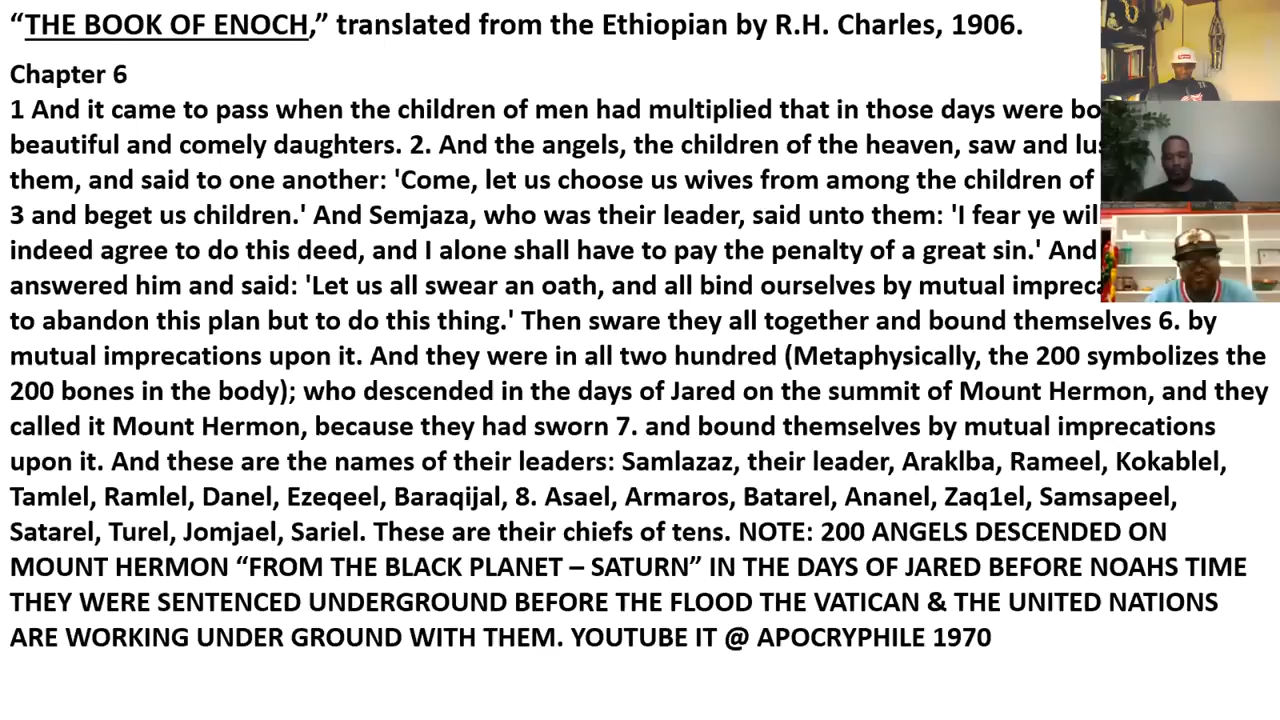 “THE BOOK OF ENOCH,” translated from the Ethiopian by R.H. Charles, 1906.
Chapter 6
1 And it came to pass when the children of men had multiplied that in those days were
beautiful and comely daughters. 2. And the angels, the children of the heaven, saw and
them, and said to one another: 'Come, let us choose us wives from among the children of
3 and beget us children.' And Semjaza, who was their leader, said unto them: 'I fear ye
indeed agree to do this deed, and I alone shall have to pay the penalty of a great sin.' And
answered him and said: 'Let us all swear an oath, and all bind ourselves by mutual
to abandon this plan but to do this thing.' Then sware they all together and bound themselves 6. by
mutual imprecations upon it. And they were in all two hundred (Metaphysically, the 200 symbolizes the
200 bones in the body); who descended in the days of Jared on the summit of Mount Hermon, and they
called it Mount Hermon, because they had sworn 7. and bound themselves by mutual imprecations
upon it. And these are the names of their leaders: Samlazaz, their leader, Araklba, Rameel, Kokablel,
Tamlel, Ramlel, Danel, Ezeqeel, Baraqijal, 8. Asael, Armaros, Batarel, Ananel, Zaq1el, Samsapeel,
Satarel, Turel, Jomjael, Sariel. These are their chiefs of tens. NOTE: 200 ANGELS DESCENDED ON
MOUNT HERMON “FROM THE BLACK PLANET – SATURN” IN THE DAYS OF JARED BEFORE NOAHS TIME
THEY WERE SENTENCED UNDERGROUND BEFORE THE FLOOD THE VATICAN & THE UNITED NATIONS
ARE WORKING UNDER GROUND WITH THEM. YOUTUBE IT @ APOCRYPHILE 1970